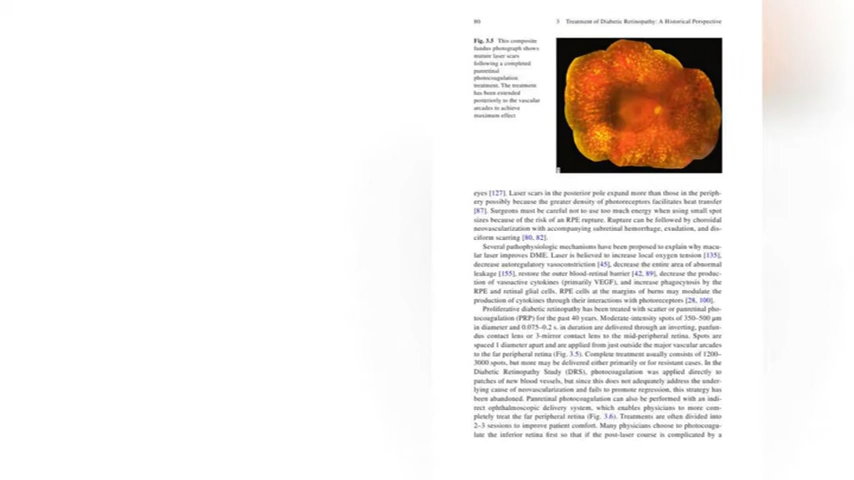 80
3 Treatment of Diabetic Retinopathy: A Historical Perspective
Fig. 3.5 This composite
fundus photograph shows
mature laser scars
following a completed
panretinal
photocoagulation
treatment. The treatment
has been extended
posteriorly to the vascular
arcades to achieve
maximum effect
eyes [127]. Laser scars in the posterior pole expand more than those in the periph-
ery possibly because the greater density of photoreceptors facilitates heat transfer
[87]. Surgeons must be careful not to use too much energy when using small spot
sizes because of the risk of an RPE rupture. Rupture can be followed by choroidal
neovascularization with accompanying subretinal hemorrhage, exudation, and dis-
ciform scarring [80, 82].
Several pathophysiologic mechanisms have been proposed to explain why macu-
lar laser improves DME. Laser is believed to increase local oxygen tension [135],
decrease autoregulatory vasoconstriction [45], decrease the entire area of abnormal
leakage [155], restore the outer blood-retinal barrier [42, 89], decrease the produc-
tion of vasoactive cytokines (primarily VEGF), and increase phagocytosis by the
RPE and retinal glial cells. RPE cells at the margins of burns may modulate the
production of cytokines through their interactions with photoreceptors [28, 100].
Proliferative diabetic retinopathy has been treated with scatter or panretinal pho-
tocoagulation (PRP) for the past 40 years. Moderate-intensity spots of 350–500 μm
in diameter and 0.075–0.2 s. in duration are delivered through an inverting, panfun-
dus contact lens or 3-mirror contact lens to the mid-peripheral retina. Spots are
spaced 1 diameter apart and are applied from just outside the major vascular arcades
to the far peripheral retina (Fig. 3.5). Complete treatment usually consists of 1200–
3000 spots, but more may be delivered either primarily or for resistant cases. In the
Diabetic Retinopathy Study (DRS), photocoagulation was applied directly to
patches of new blood vessels, but since this does not adequately address the under-
lying cause of neovascularization and fails to promote regression, this strategy has
been abandoned. Panretinal photocoagulation can also be performed with an indi-
rect ophthalmoscopic delivery system, which enables physicians to more com-
pletely treat the far peripheral retina (Fig. 3.6). Treatments are often divided into
2–3 sessions to improve patient comfort. Many physicians choose to photocoagu-
late the inferior retina first so that if the post-laser course is complicated by a